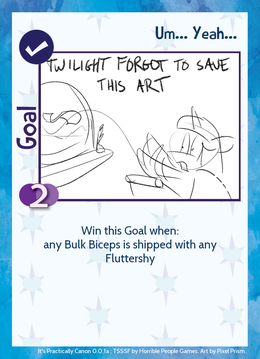 Um... Yeah...
TWILIGHT FORGOT TO SAVE
THIS ART
Goal
2
Win this Goal when:
any Bulk Biceps is shipped with any
Fluttershy
It's Practically Canon 0.0.1a ; TSSSF by Horrible People Games. Art by Pixel Prism.